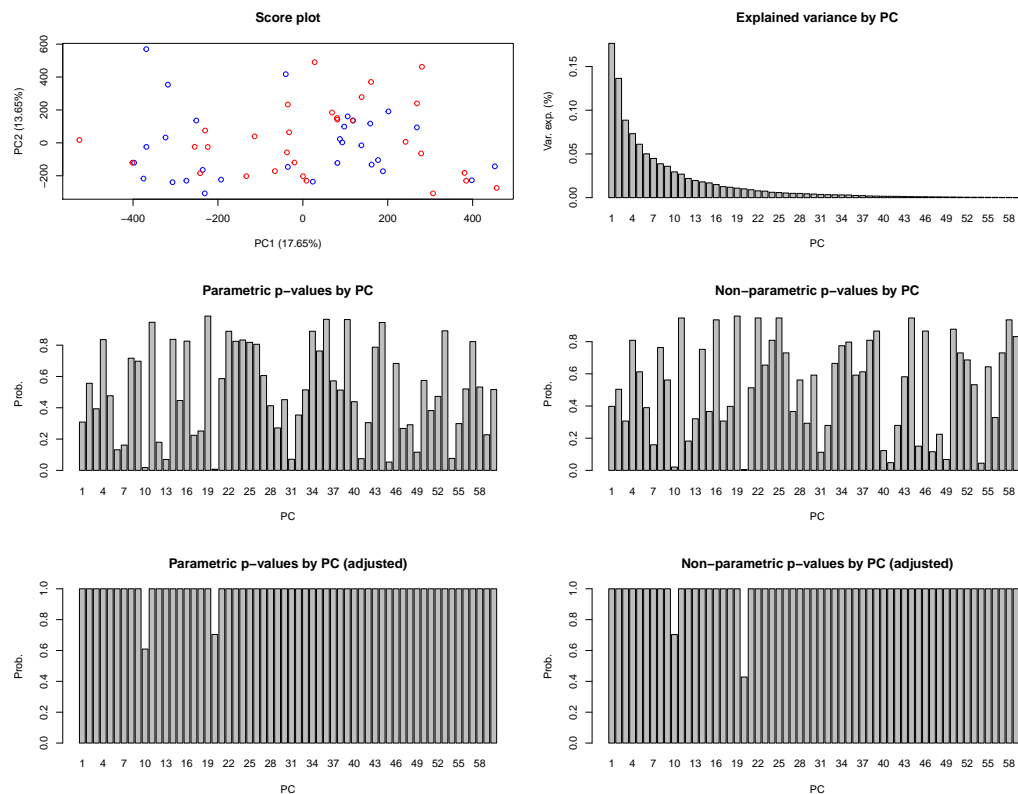 Score plot
PC2 (13.65%)
−200 0 200 400 600
−400 −200 0 200 400
PC1 (17.65%)
Explained variance by PC
Var. exp. (%)
0.00 0.05 0.10 0.15
1 4 7 10 13 16 19 22 25 28 31 34 37 40 43 46 49 52 55 58
PC
Parametric p−values by PC
Prob.
0.0 0.2 0.4 0.6 0.8
1 4 7 10 13 16 19 22 25 28 31 34 37 40 43 46 49 52 55 58
PC
Non−parametric p−values by PC
Prob.
0.0 0.2 0.4 0.6 0.8
1 4 7 10 13 16 19 22 25 28 31 34 37 40 43 46 49 52 55 58
PC
Parametric p−values by PC (adjusted)
Prob.
0.0 0.2 0.4 0.6 0.8 1.0
1 4 7 10 13 16 19 22 25 28 31 34 37 40 43 46 49 52 55 58
PC
Non−parametric p−values by PC (adjusted)
Prob.
0.0 0.2 0.4 0.6 0.8 1.0
1 4 7 10 13 16 19 22 25 28 31 34 37 40 43 46 49 52 55 58
PC